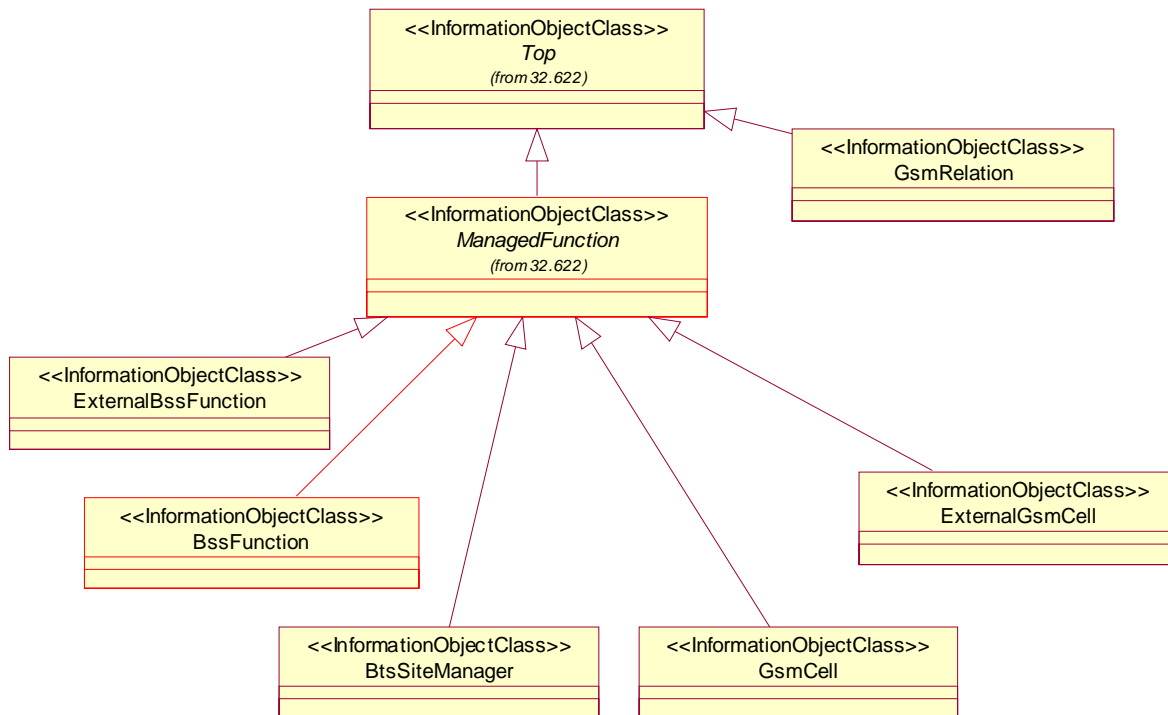 <<InformationObjectClass>>
Top
(from 32.622)
<<InformationObjectClass>>
GsmRelation
<<InformationObjectClass>>
ManagedFunction
(from 32.622)
<<InformationObjectClass>>
ExternalBssFunction
<<InformationObjectClass>>
ExternalGsmCell
<<InformationObjectClass>>
BssFunction
<<InformationObjectClass>>
BtsSiteManager
<<InformationObjectClass>>
GsmCell